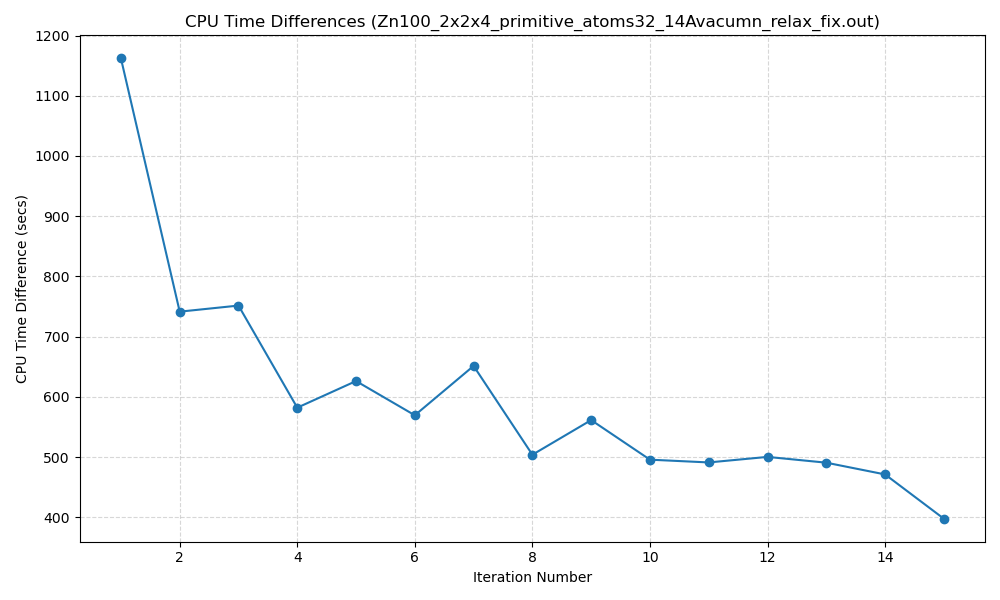 CPU Time Differences (Zn100_2x2x4_primitive_atoms32_14Avacumn_relax_fix.out)
1200
1100
1000
900
800
700
600
500
400
CPU Time Difference (secs)
2 4 6 8 10 12 14
Iteration Number